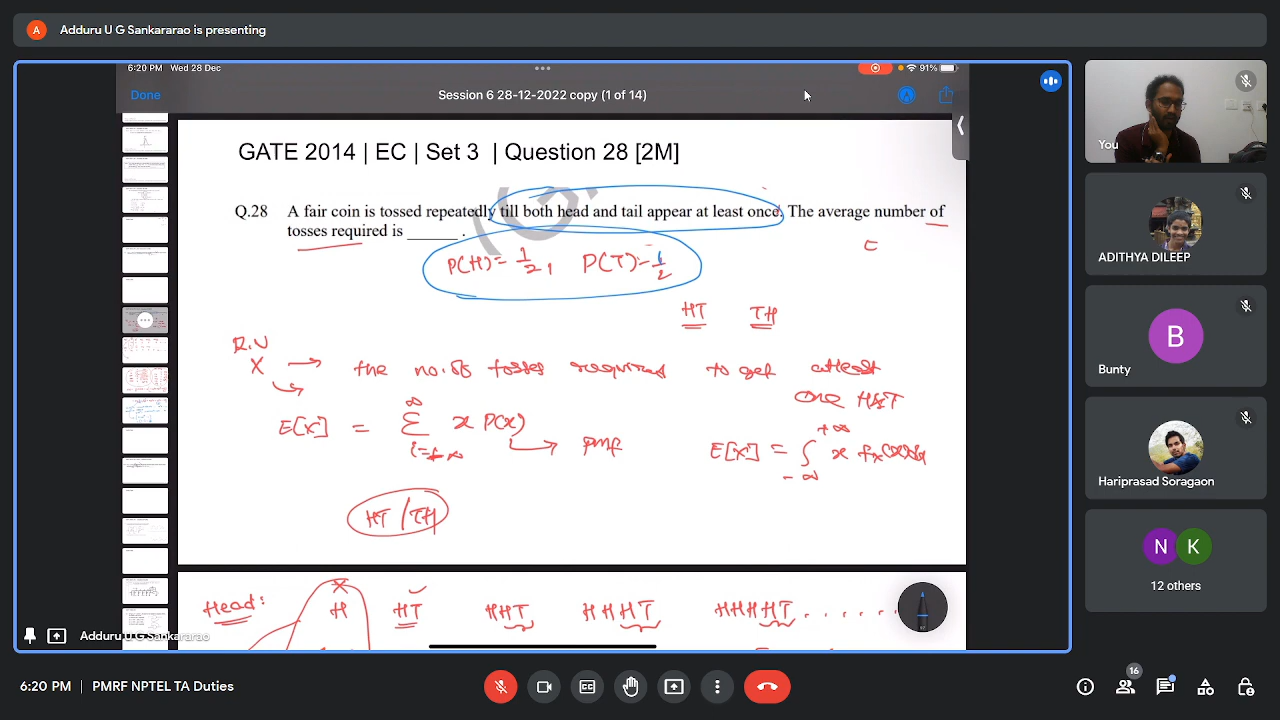 A Adduru U G Sankararao is presenting
6:20 PM Wed 28 Dec
91%
Done
Session 6 28-12-2022 copy (1 of 14)
A
GATE 2014 | EC | Set 3 | Question 28 [2M]
Q.28 A fair coin is tossed repeatedly till both head and tail appear at least once. The average number of
tosses required is ______ .
P(H) = 1/2, P(T) = 1/2
HT TH
R.V
X → the no. of tosses required to get atleast
one H&T
E[X] = Σ x P(x)
∞
→ pmf
E[X] = ∫ x fx(x)dx
+∞
-∞
HT / TH
Head: H HT HHT HHHT HHHHT . . . . . .
Adduru U G Sankararao
You
ADITHYA DILEEP
B
Bunty
Hariprasad Soragaon
N K
12 others
6:20 PM | PMRF NPTEL TA Duties
16